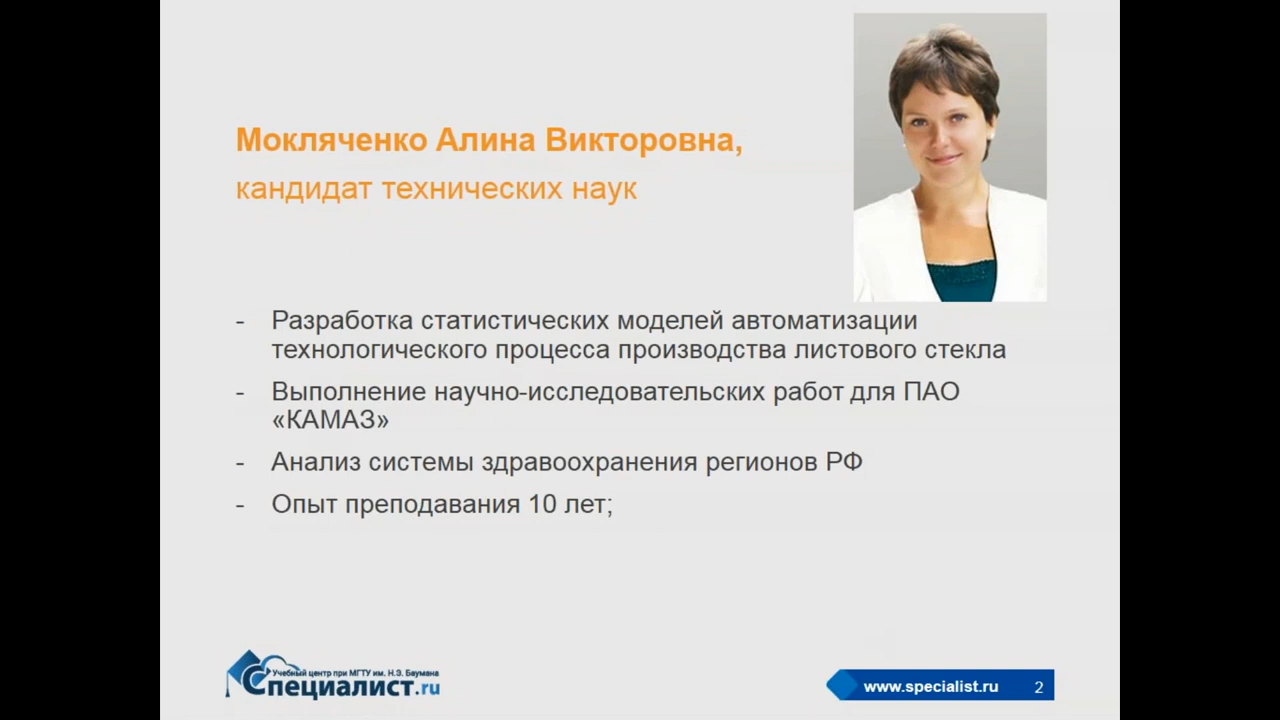 Мокляченко Алина Викторовна,
кандидат технических наук
- Разработка статистических моделей автоматизации
технологического процесса производства листового стекла
- Выполнение научно-исследовательских работ для ПАО
«КАМАЗ»
- Анализ системы здравоохранения регионов РФ
- Опыт преподавания 10 лет;
Учебный центр при МГТУ им. Н.Э. Баумана
Специалист.ru
www.specialist.ru 2